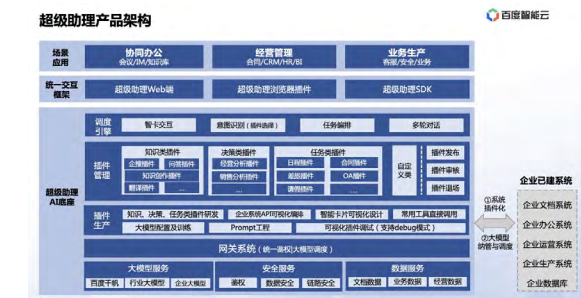 超级助理产品架构
百度智能云
场景
应用
协同办公
会议/IM/知识库
经营管理
合同/CRM/HR/BI
业务生产
客服/安全/业务
统一交互
框架
超级助理Web端
超级助理浏览器插件
超级助理SDK
超级助理
AI底座
调度
引擎
智卡交互
意图识别(插件选择)
任务编排
多轮对话
插件
管理
知识类插件
企搜插件
问答插件
知识创作插件
翻译插件
...
决策类插件
经营分析插件
销售分析插件
....
任务类插件
日程插件
合同插件
差旅插件
OA插件
请假插件
....
自定
义类
插件发布
插件审核
插件退场
插件
生产
知识、决策、任务类插件研发
企业系统API可视化编排
智能卡片可视化设计
常用工具直接调用
大模型配置及训练
Prompt工程
可视化插件调试(支持debug模式)
网关系统(统一鉴权|大模型调度)
大模型服务
百度千帆
行业大模型
企业大模型
安全服务
鉴权
数据安全
链路安全
数据服务
文档数据
业务数据
经营数据
①系统
插件化
②大模型
纳管与调度
企业已建系统
企业文档系统
企业办公系统
企业运营系统
企业生产系统
企业数据库